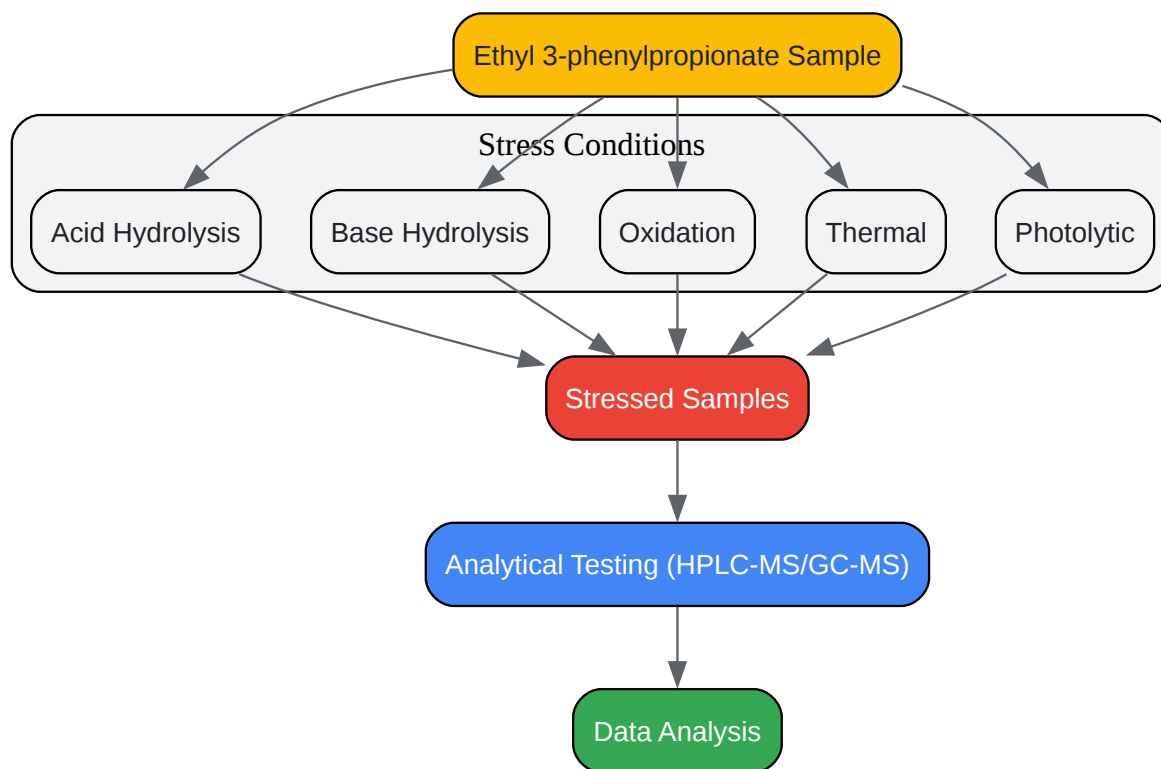 Ethyl 3-phenylpropionate Sample
Stress Conditions
Acid Hydrolysis
Base Hydrolysis
Oxidation
Thermal
Photolytic
Stressed Samples
Analytical Testing (HPLC-MS/GC-MS)
Data Analysis